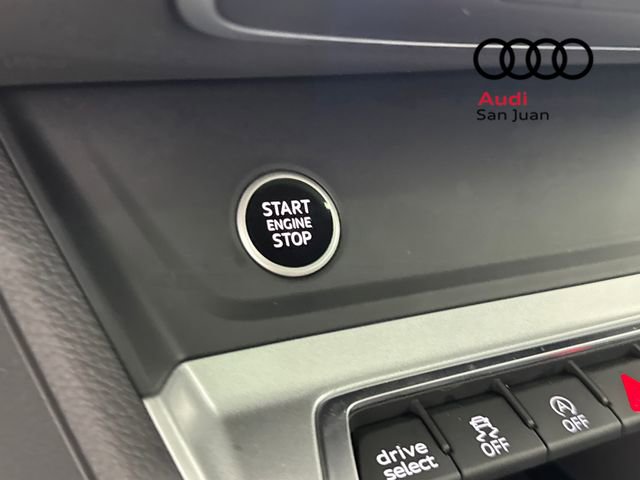 Audi
San Juan
START
ENGINE
STOP
drive
select
OFF
A
OFF